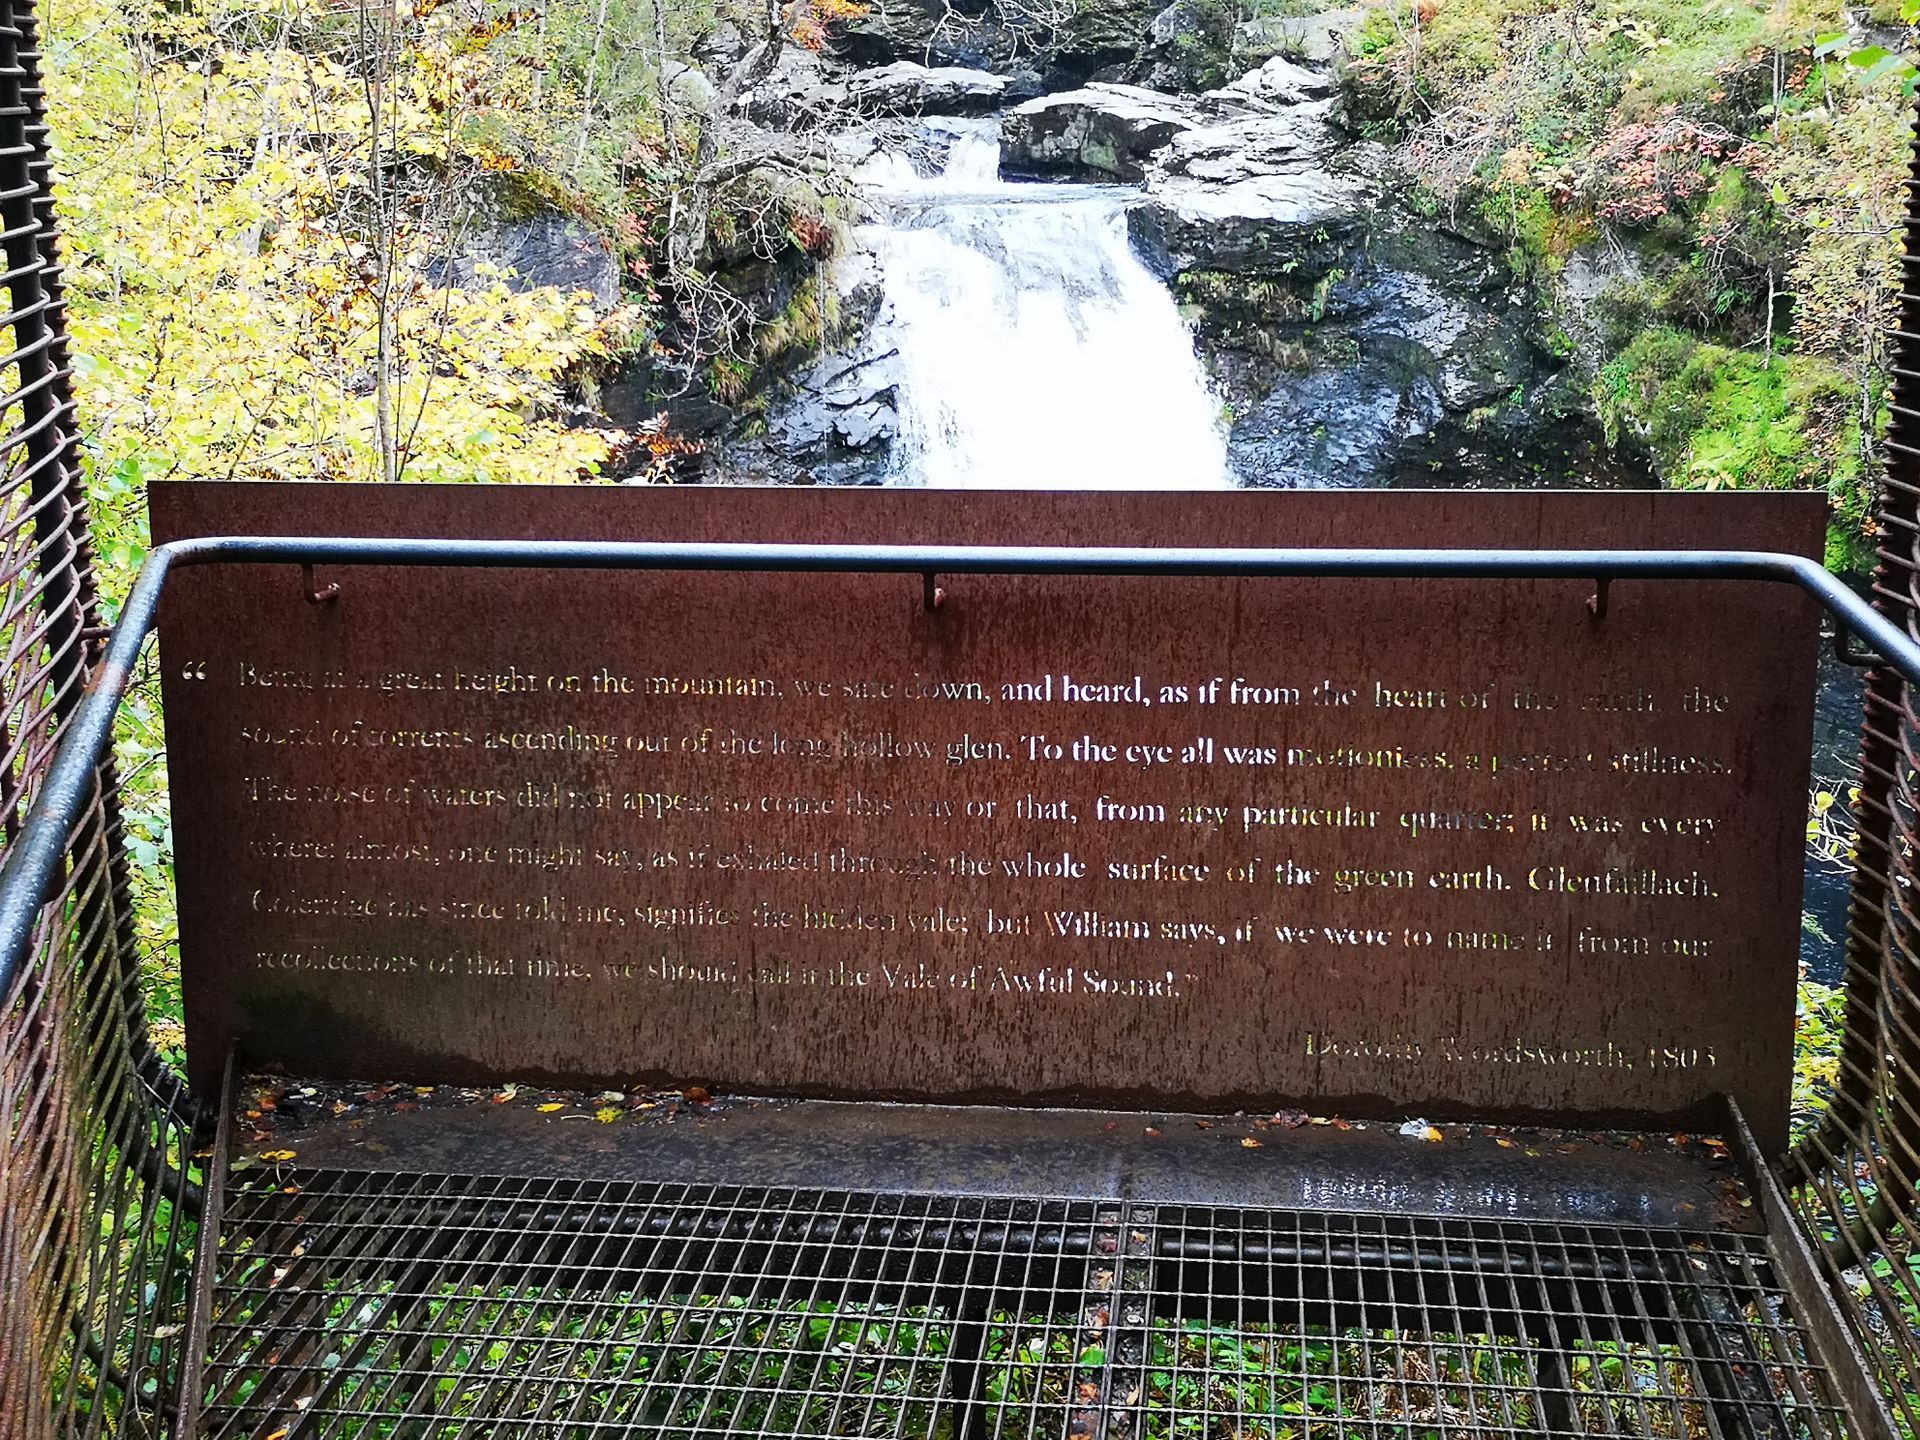 “ Being at a great height on the mountain, we sate down, and heard, as if from the heart of the earth, the
sound of torrents ascending out of the long hollow glen. To the eye all was motionless, a perfect stillness.
The noise of waters did not appear to come this way or that, from any particular quarter; it was every
where, almost, one might say, as if exhaled through the whole surface of the green earth. Glenfalllach,
Coleridge has since told me, signifies the hidden vale; but William says, if we were to name it from our
recollections of that time, we should call it the Vale of Awful Sound.”
Dorothy Wordsworth, 1803